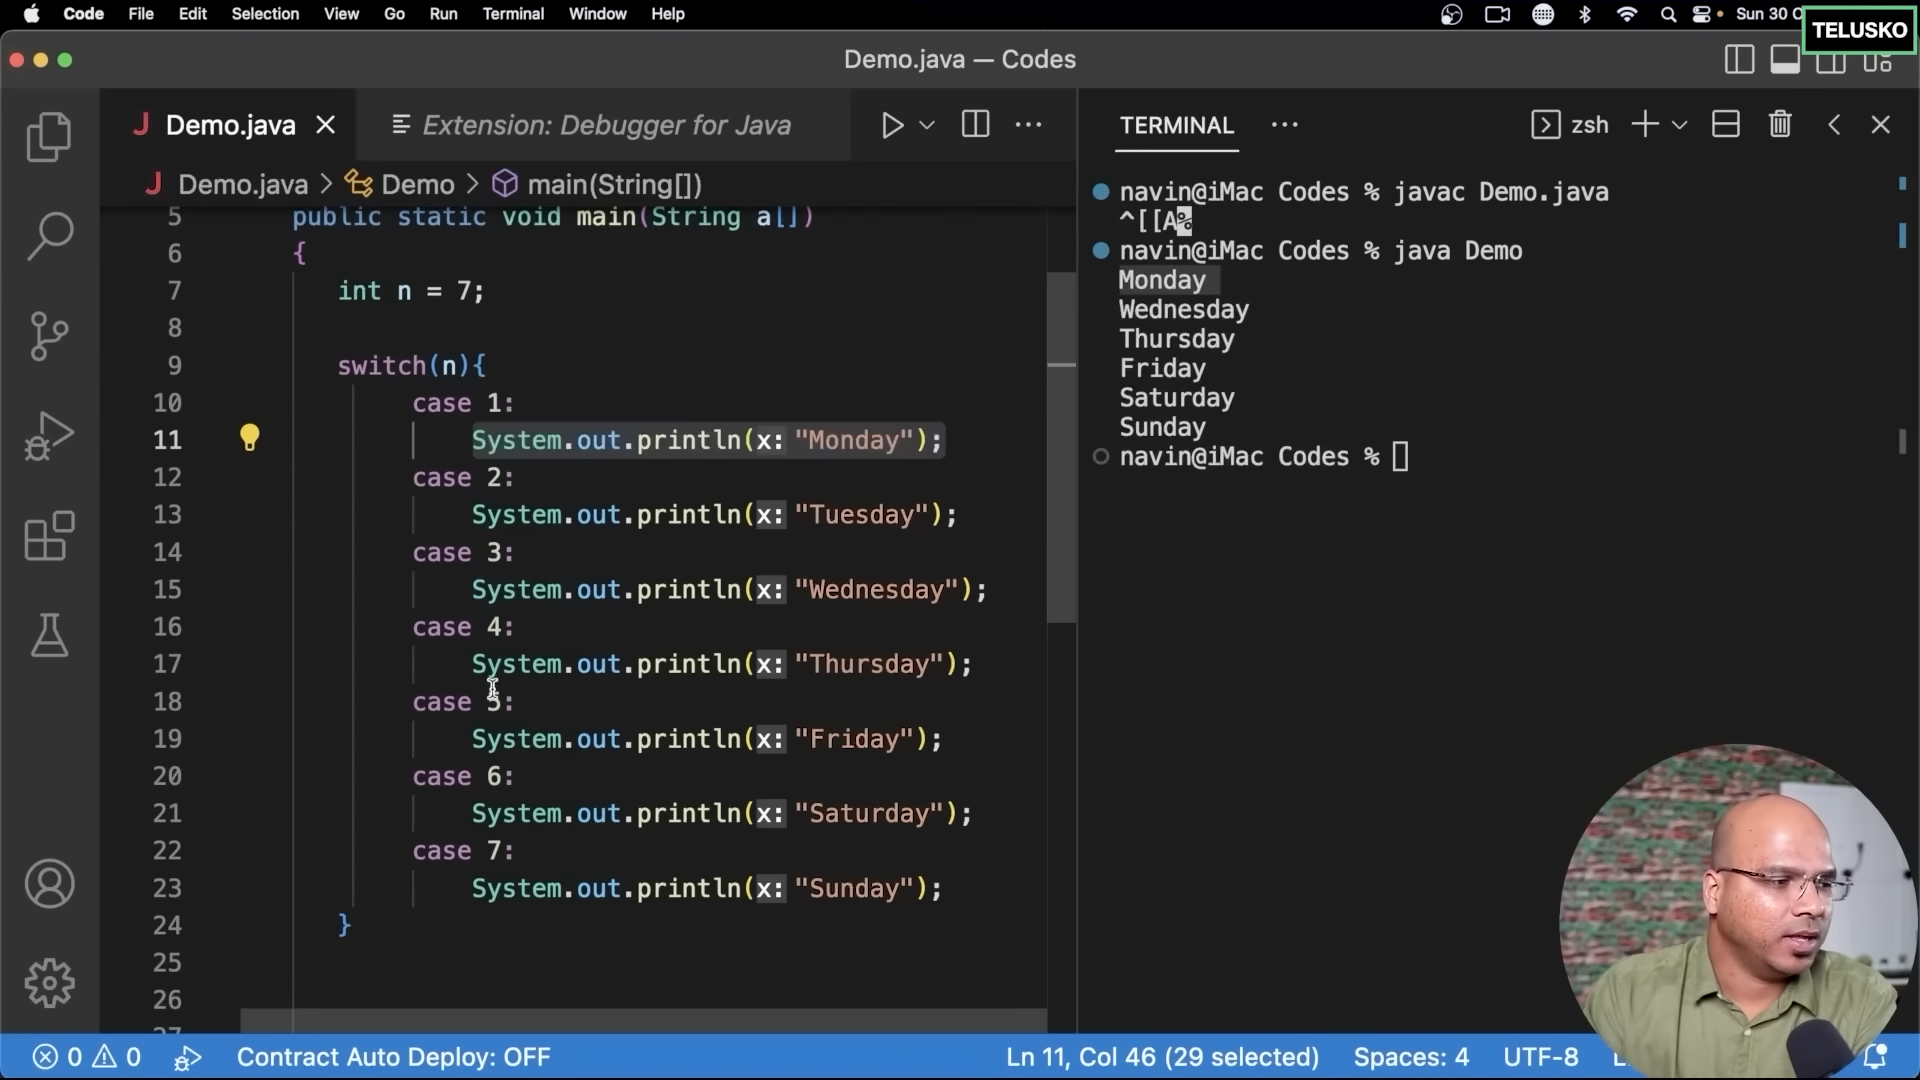 Code File Edit Selection View Go Run Terminal Window Help Sun 30 O
TELUSKO
Demo.java — Codes
Demo.java Extension: Debugger for Java
Demo.java > Demo > main(String[])
5 public static void main(String a[])
6 {
7 int n = 7;
8
9 switch(n){
10 case 1:
11 System.out.println(x: "Monday");
12 case 2:
13 System.out.println(x: "Tuesday");
14 case 3:
15 System.out.println(x: "Wednesday");
16 case 4:
17 System.out.println(x: "Thursday");
18 case 5:
19 System.out.println(x: "Friday");
20 case 6:
21 System.out.println(x: "Saturday");
22 case 7:
23 System.out.println(x: "Sunday");
24 }
25
26
TERMINAL zsh
navin@iMac Codes % javac Demo.java
^[[A%
navin@iMac Codes % java Demo
Monday
Wednesday
Thursday
Friday
Saturday
Sunday
navin@iMac Codes %
0 0 Contract Auto Deploy: OFF Ln 11, Col 46 (29 selected) Spaces: 4 UTF-8